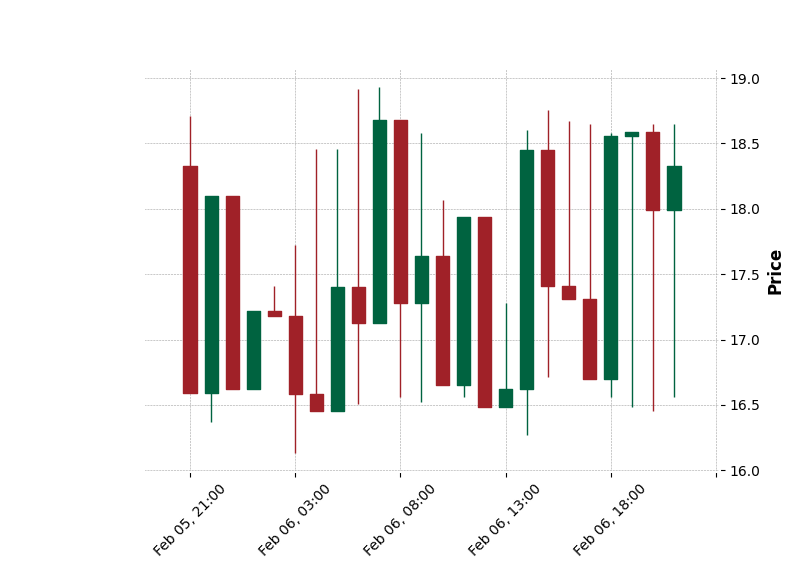 19.0
18.5
18.0
17.5
17.0
16.5
16.0
Price
Feb 05, 21:00
Feb 06, 03:00
Feb 06, 08:00
Feb 06, 13:00
Feb 06, 18:00